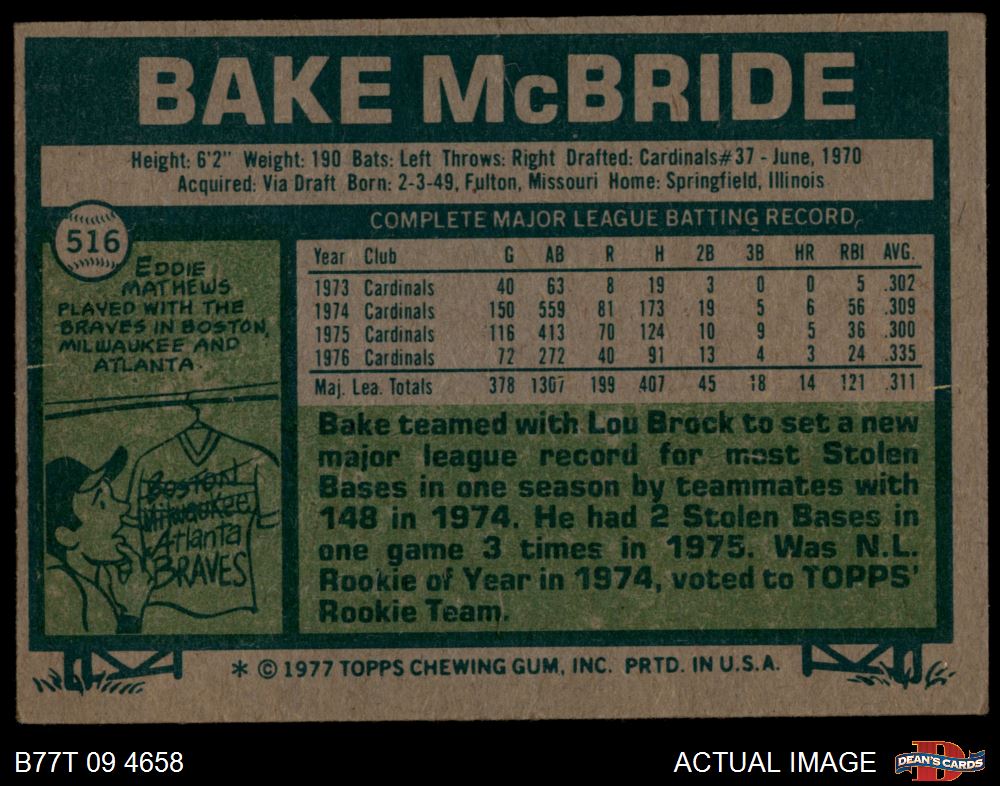 BAKE McBRIDE
Height: 6'2" Weight: 190 Bats: Left Throws: Right Drafted: Cardinals#37 - June, 1970
Acquired: Via Draft Born: 2-3-49, Fulton, Missouri Home: Springfield, Illinois
516
EDDIE
MATHEWS
PLAYED WITH THE
BRAVES IN BOSTON,
MILWAUKEE AND
ATLANTA.
Boston
Milwaukee
Atlanta
BRAVES
COMPLETE MAJOR LEAGUE BATTING RECORD
Year Club G AB R H 2B 3B HR RBI AVG.
1973 Cardinals 40 63 8 19 3 0 0 5 .302
1974 Cardinals 150 559 81 173 19 5 6 56 .309
1975 Cardinals 116 413 70 124 10 9 5 36 .300
1976 Cardinals 72 272 40 91 13 4 3 24 .335
Maj. Lea. Totals 378 1307 199 407 45 18 14 121 .311
Bake teamed with Lou Brock to set a new
major league record for most Stolen
Bases in one season by teammates with
148 in 1974. He had 2 Stolen Bases in
one game 3 times in 1975. Was N.L.
Rookie of Year in 1974, voted to TOPPS'
Rookie Team.
* © 1977 TOPPS CHEWING GUM, INC. PRTD. IN U.S.A.
B77T 09 4658
ACTUAL IMAGE
DEAN'S CARDS